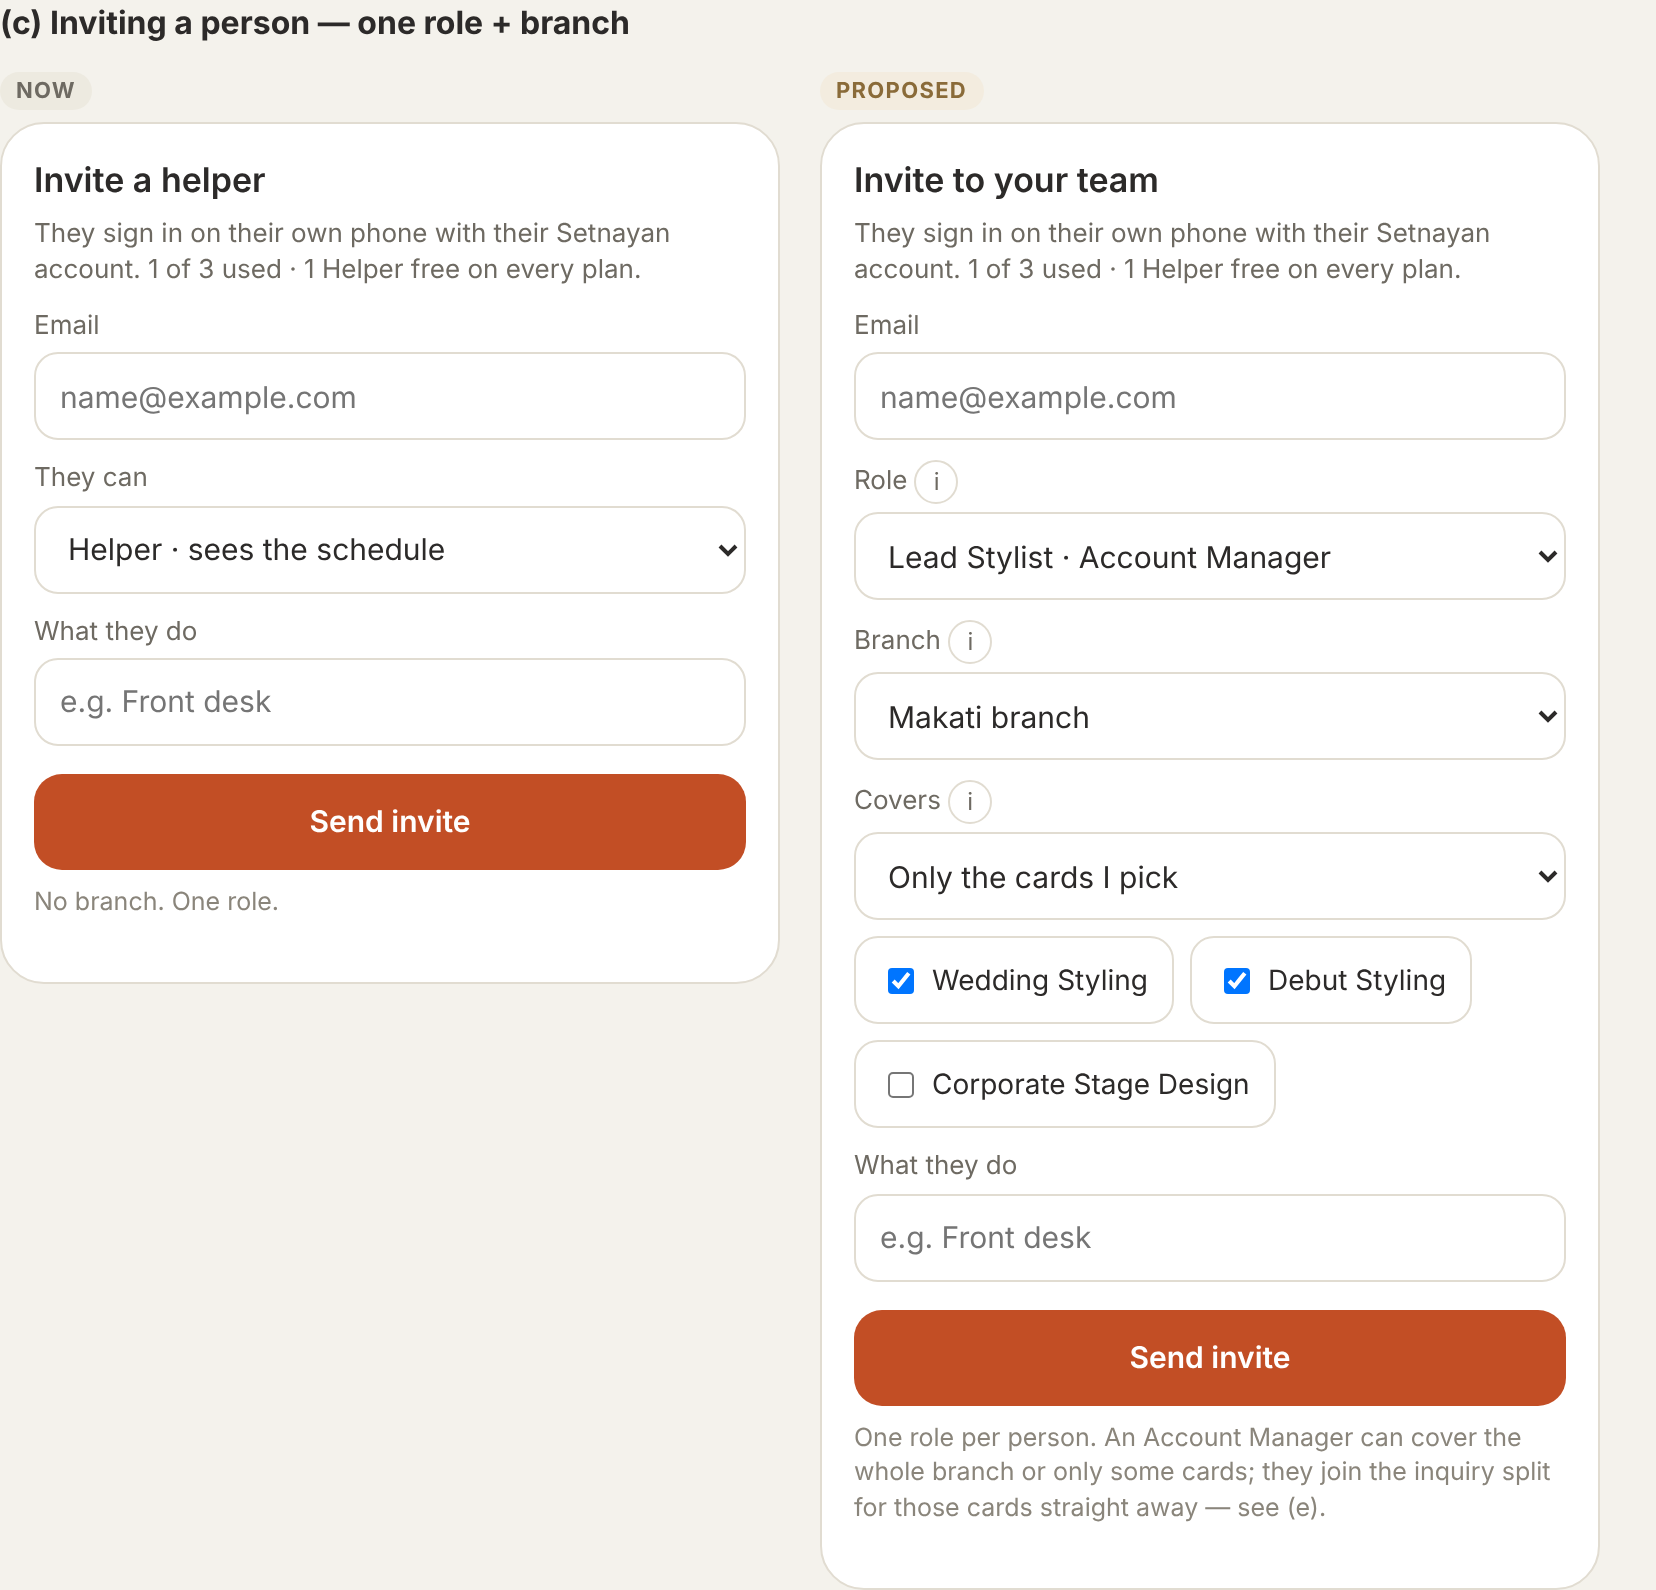 (c) Inviting a person — one role + branch
NOW
Invite a helper
They sign in on their own phone with their Setnayan
account. 1 of 3 used · 1 Helper free on every plan.
Email
name@example.com
They can
Helper · sees the schedule
What they do
e.g. Front desk
Send invite
No branch. One role.
PROPOSED
Invite to your team
They sign in on their own phone with their Setnayan
account. 1 of 3 used · 1 Helper free on every plan.
Email
name@example.com
Role i
Lead Stylist · Account Manager
Branch i
Makati branch
Covers i
Only the cards I pick
Wedding Styling
Debut Styling
Corporate Stage Design
What they do
e.g. Front desk
Send invite
One role per person. An Account Manager can cover the
whole branch or only some cards; they join the inquiry split
for those cards straight away — see (e).